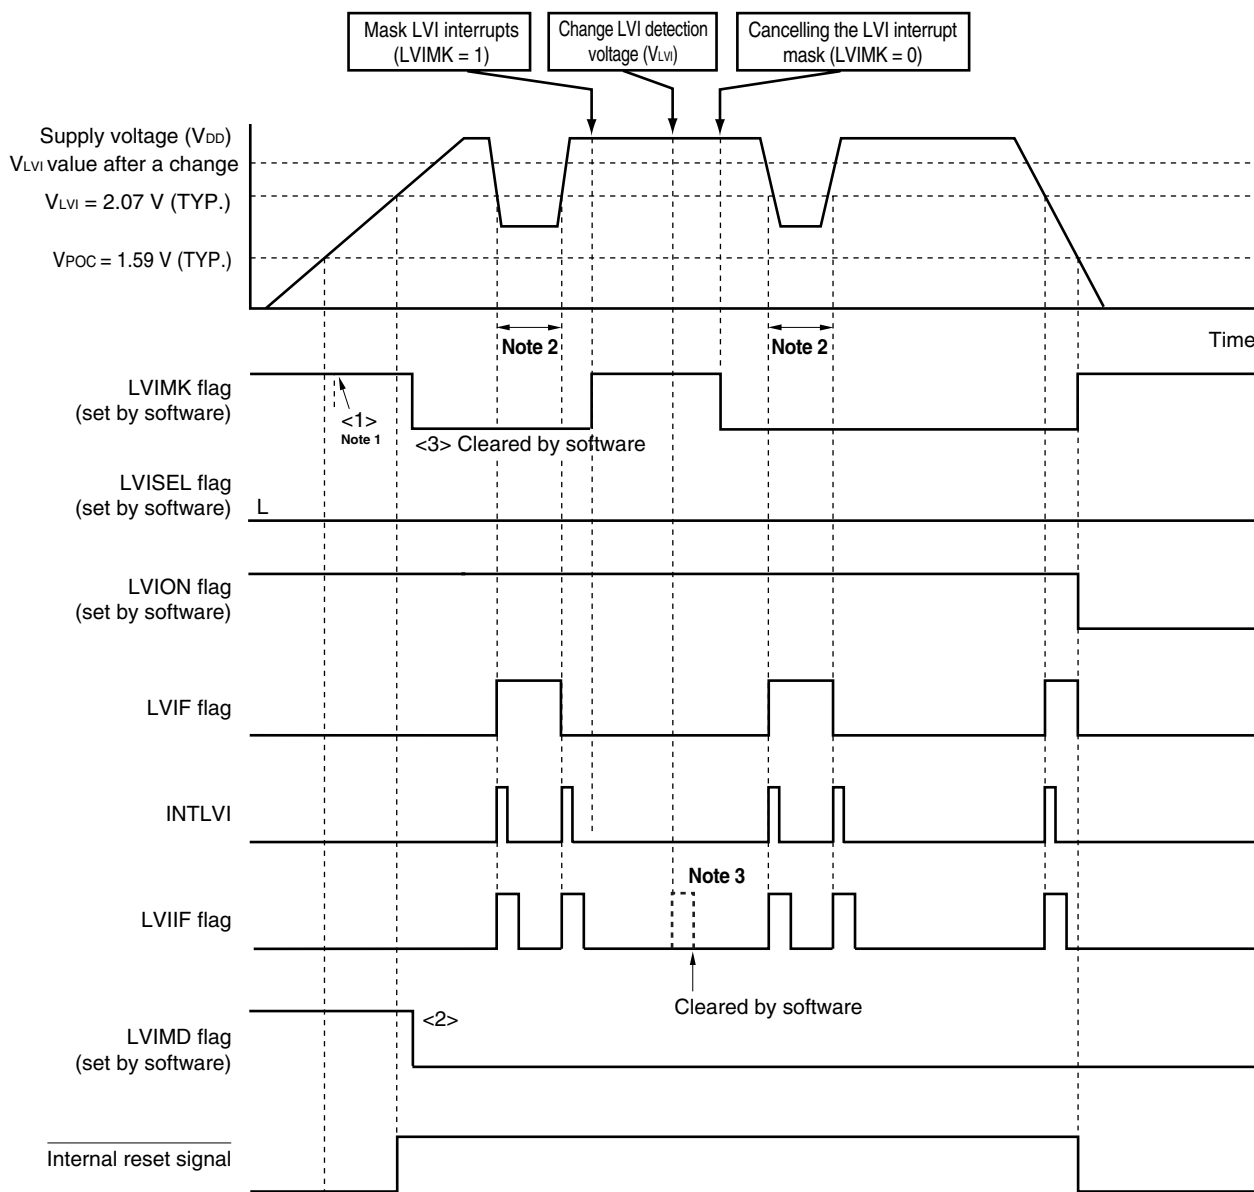 Mask LVI interrupts
(LVIMK = 1)
Change LVI detection
voltage (VLVI)
Cancelling the LVI interrupt
mask (LVIMK = 0)
Supply voltage (VDD)
VLVI value after a change
VLVI = 2.07 V (TYP.)
VPOC = 1.59 V (TYP.)
Time
Note 2
Note 2
LVIMK flag
(set by software)
<1>
Note 1
<3> Cleared by software
LVISEL flag
(set by software)
L
LVION flag
(set by software)
LVIF flag
INTLVI
Note 3
LVIIF flag
Cleared by software
<2>
LVIMD flag
(set by software)
Internal reset signal